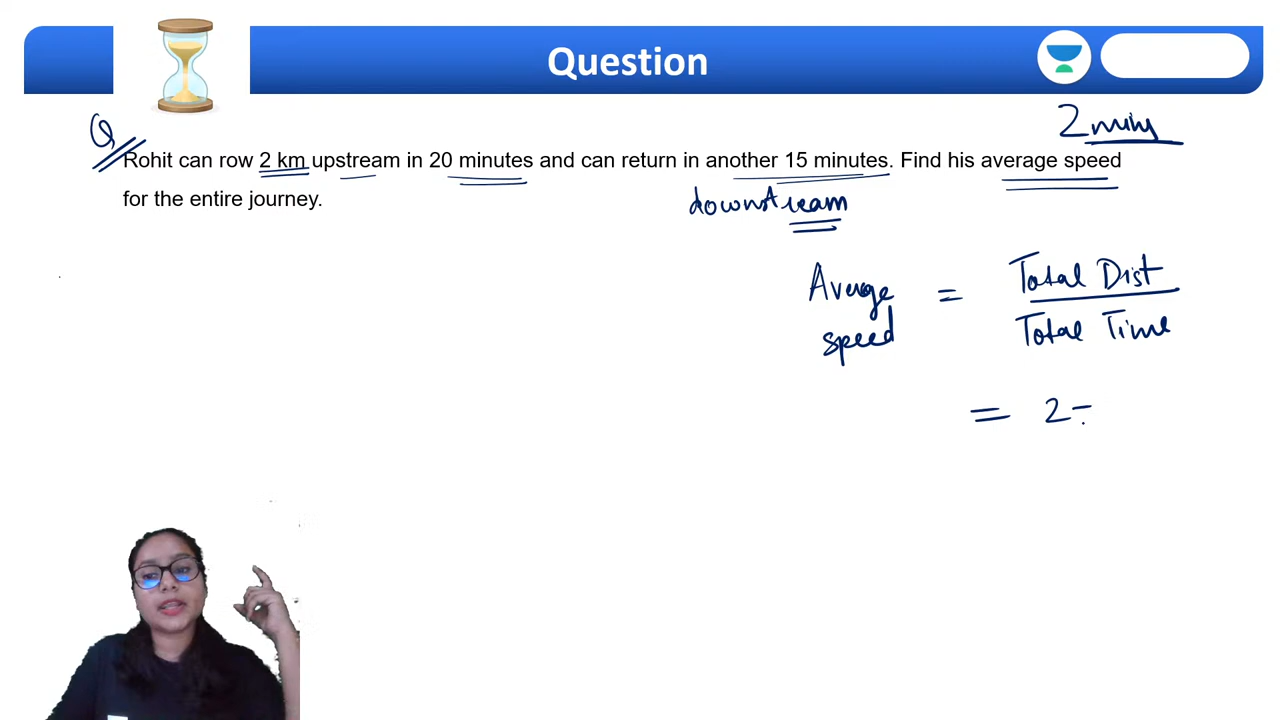 Question
2 mins
Q
Rohit can row 2 km upstream in 20 minutes and can return in another 15 minutes. Find his average speed
for the entire journey.
downstream
Average speed = Total Dist / Total Time
= 2